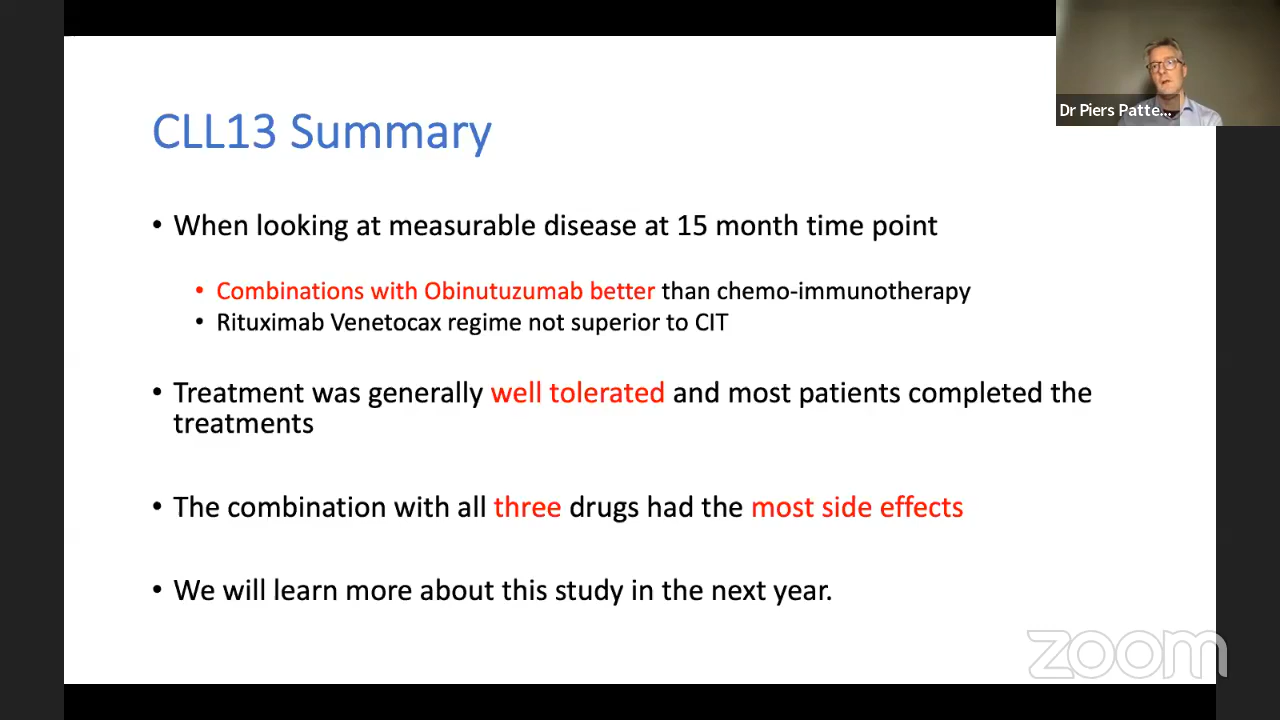 Dr Piers Patte...
CLL13 Summary
• When looking at measurable disease at 15 month time point
• Combinations with Obinutuzumab better than chemo-immunotherapy
• Rituximab Venetocax regime not superior to CIT
• Treatment was generally well tolerated and most patients completed the
treatments
• The combination with all three drugs had the most side effects
• We will learn more about this study in the next year.
zoom